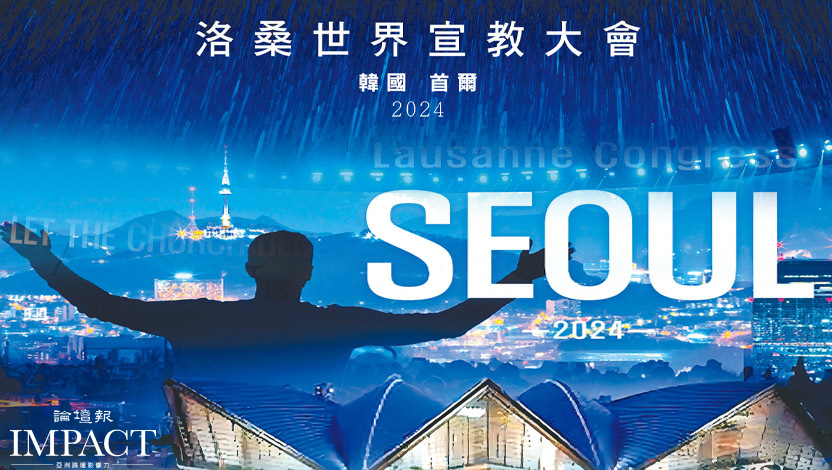 洛桑世界宣教大會
韓國 首爾
2024
Lausanne Congress
SEOUL
LET THE CHURCH
2024
論壇報
IMPACT
亞洲論壇影響力